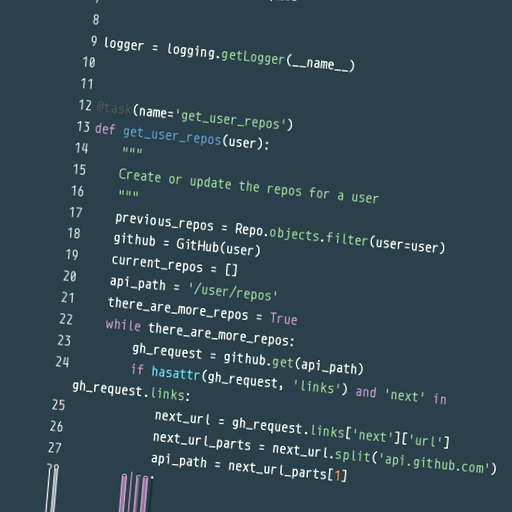 8
9 logger = logging.getLogger(__name__)
10
11
12 @task(name='get_user_repos')
13 def get_user_repos(user):
14 """
15 Create or update the repos for a user
16 """
17 previous_repos = Repo.objects.filter(user=user)
18 github = GitHub(user)
19 current_repos = []
20 api_path = '/user/repos'
21 there_are_more_repos = True
22 while there_are_more_repos:
23 gh_request = github.get(api_path)
24 if hasattr(gh_request, 'links') and 'next' in
gh_request.links:
25 next_url = gh_request.links['next']['url']
26 next_url_parts = next_url.split('api.github.com')
27 api_path = next_url_parts[1]